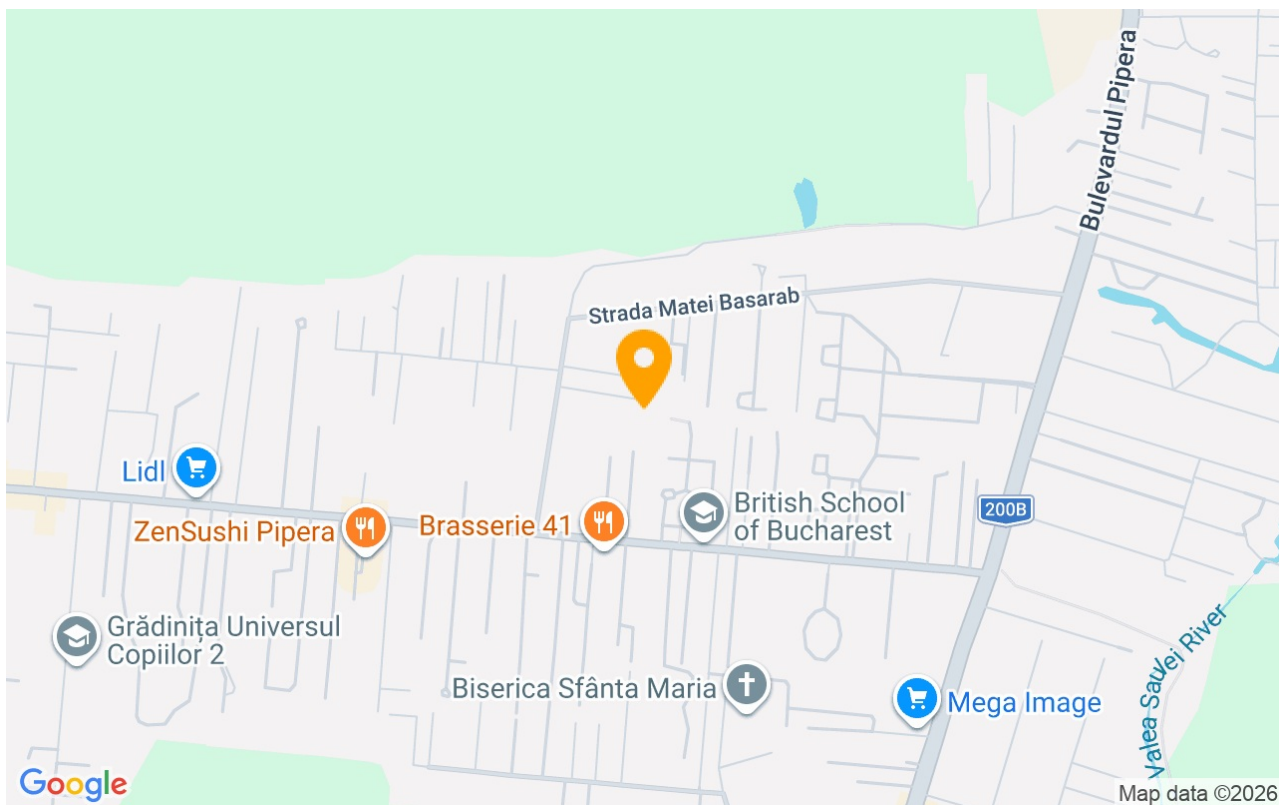 Bulevardul Pipera
Strada Matei Basarab
Lidl
ZenSushi Pipera
Brasserie 41
British School
of Bucharest
200B
Grădinița Universul
Copiilor 2
Biserica Sfânta Maria
Mega Image
Valea Saulei River
Google
Map data ©2026